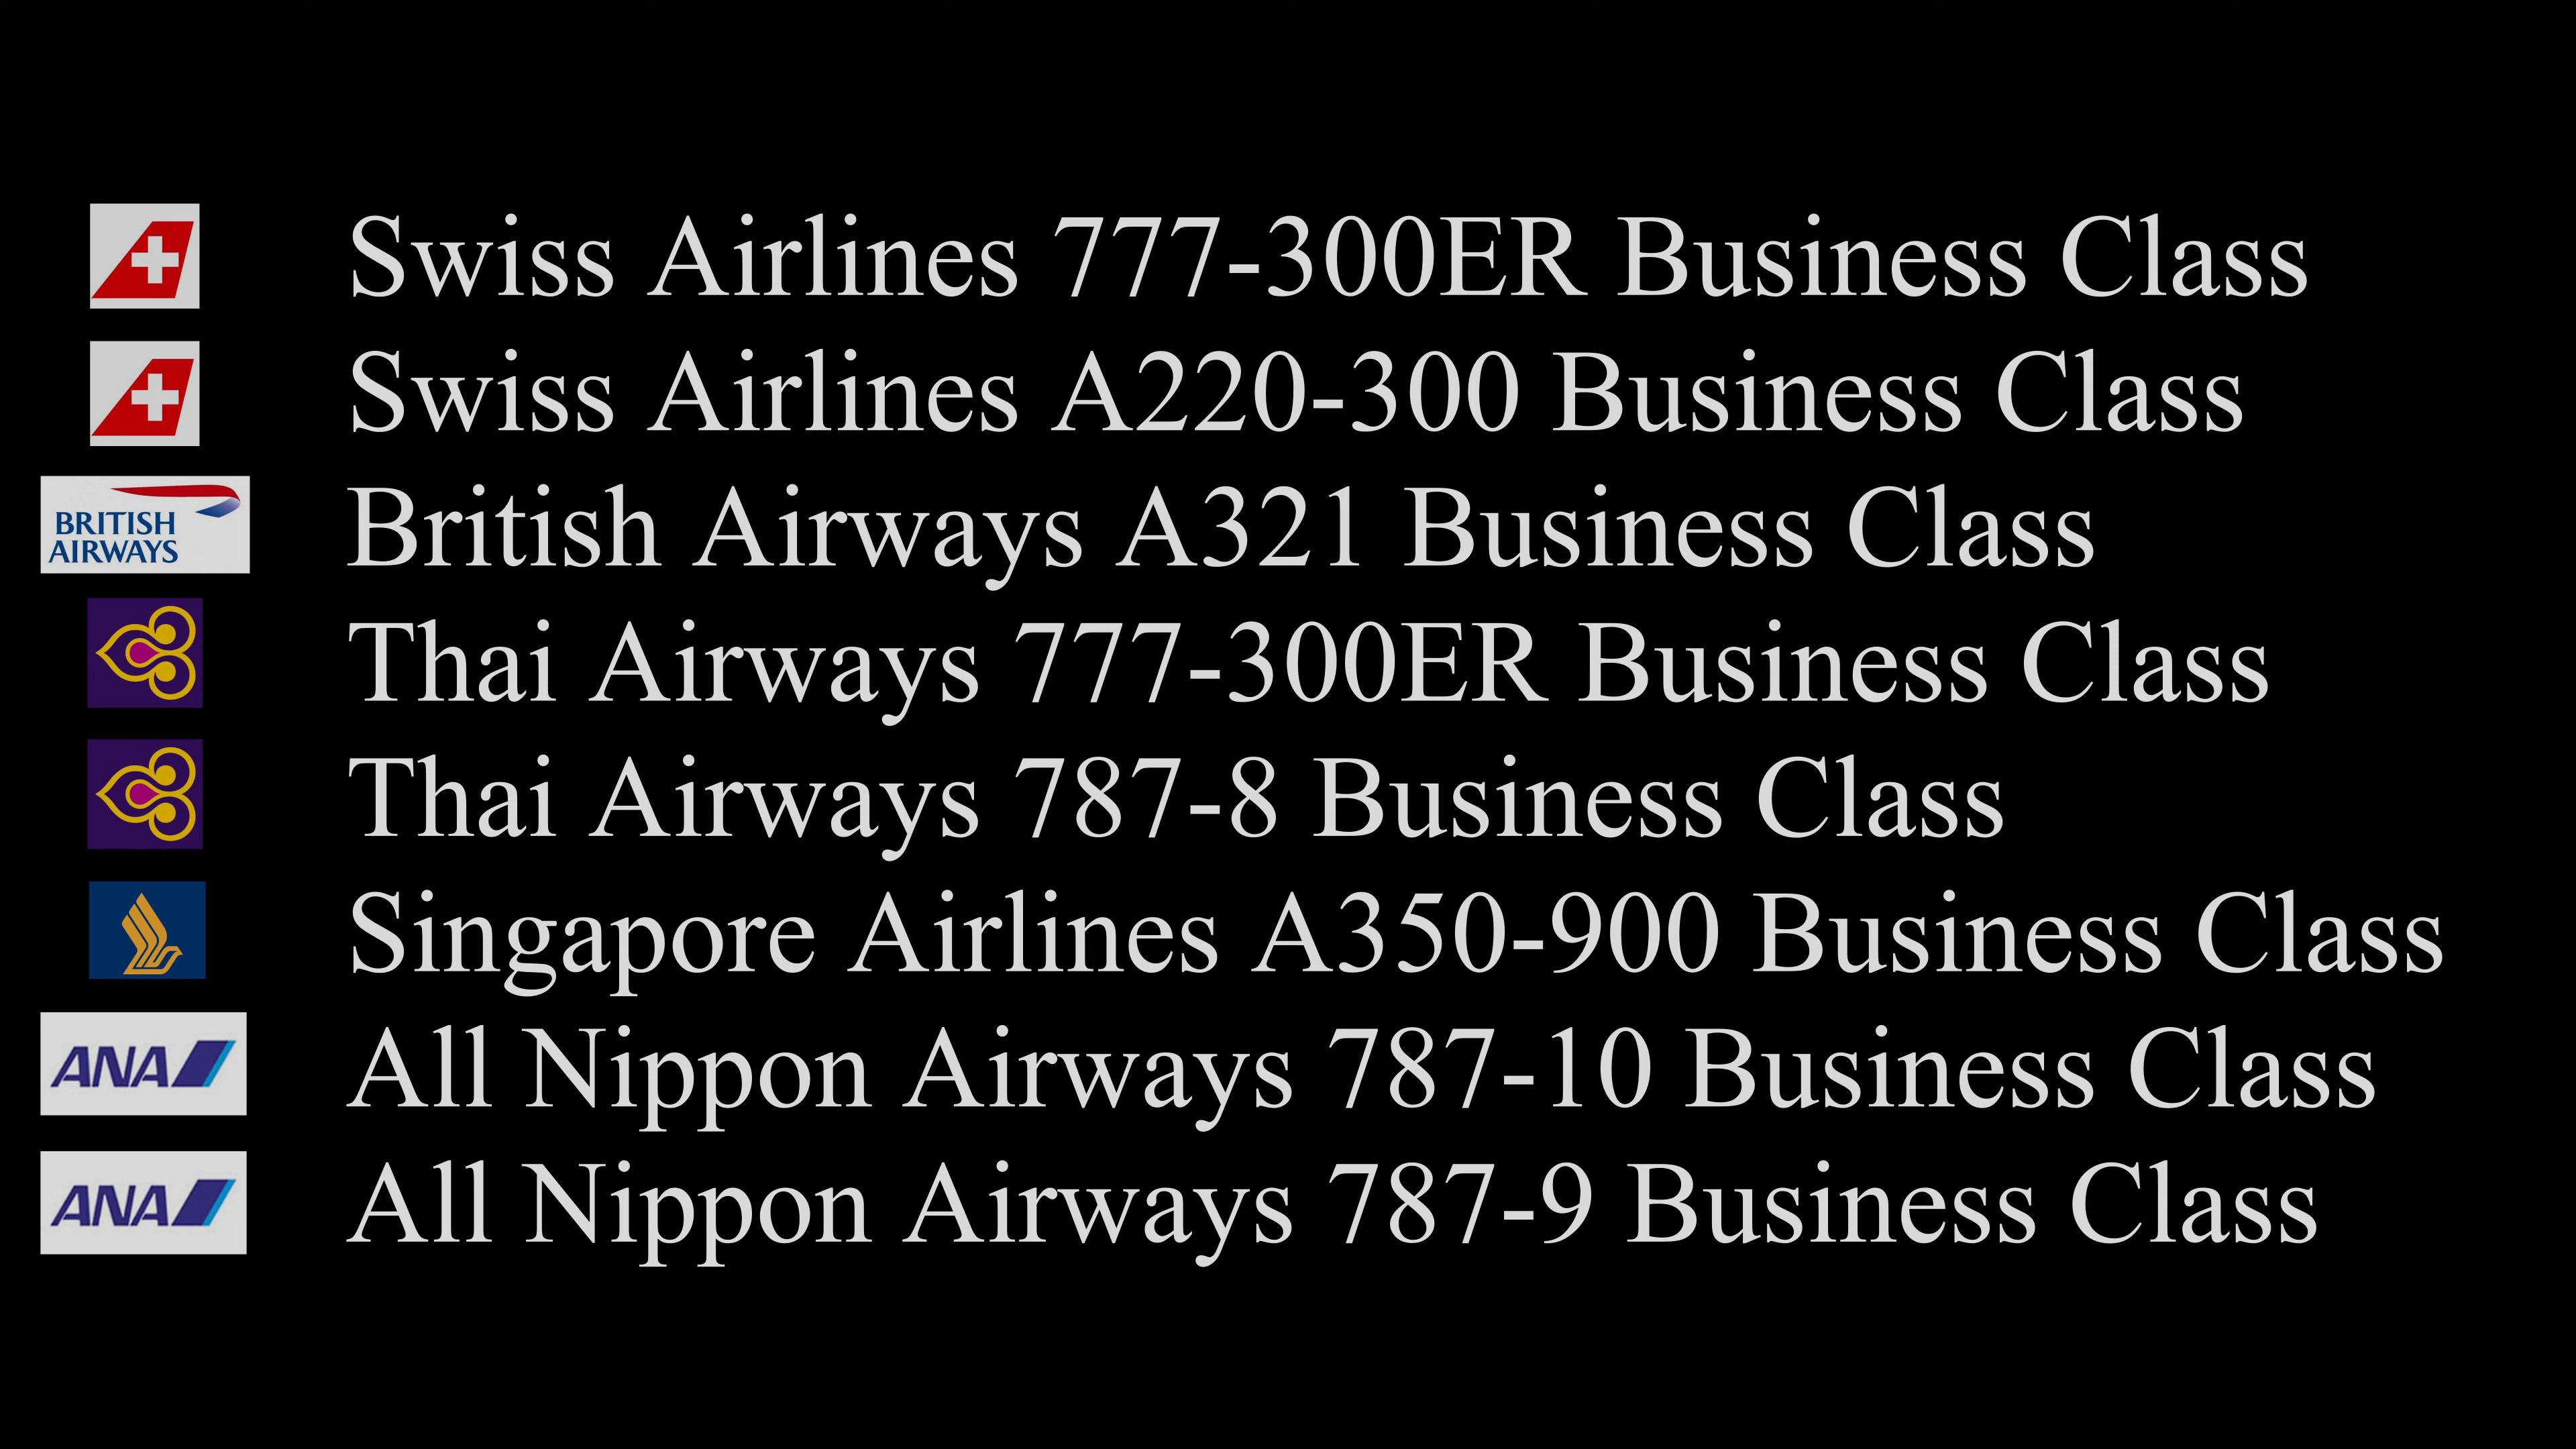 Swiss Airlines 777-300ER Business Class
Swiss Airlines A220-300 Business Class
BRITISH
AIRWAYS
British Airways A321 Business Class
Thai Airways 777-300ER Business Class
Thai Airways 787-8 Business Class
Singapore Airlines A350-900 Business Class
ANA
All Nippon Airways 787-10 Business Class
ANA
All Nippon Airways 787-9 Business Class